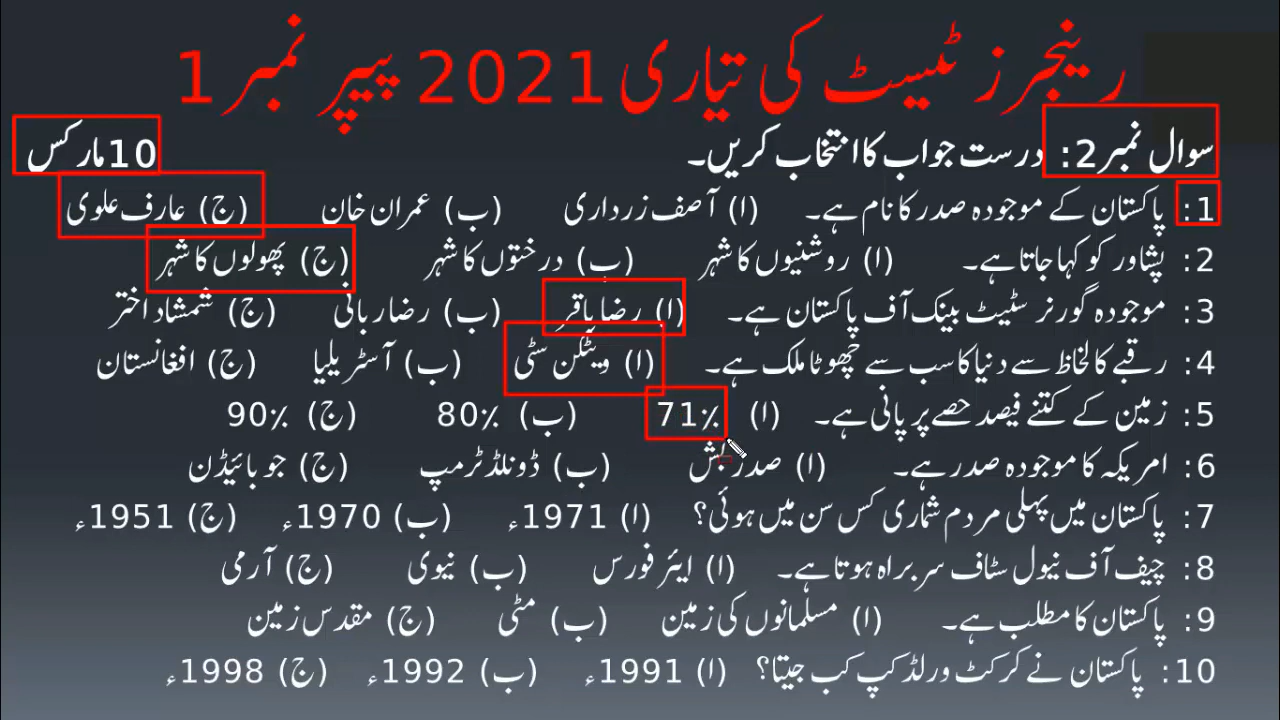 رینجرز ٹیسٹ کی تیاری 2021 پیپر نمبر 1
سوال نمبر2: درست جواب کا انتخاب کریں۔ 10مارکس
1: پاکستان کے موجودہ صدر کا نام ہے۔ (ا) آصف زرداری (ب) عمران خان (ج) عارف علوی
2: پشاور کو کہا جاتا ہے۔ (ا) روشنیوں کا شہر (ب) درختوں کا شہر (ج) پھولوں کا شہر
3: موجودہ گورنر سٹیٹ بینک آف پاکستان ہے۔ (ا) رضا باقر (ب) رضا ربانی (ج) شمشاد اختر
4: رقبے کا لحاظ سے دنیا کا سب سے چھوٹا ملک ہے۔ (ا) ویٹکن سٹی (ب) آسٹریلیا (ج) افغانستان
5: زمین کے کتنے فیصد حصے پر پانی ہے۔ (ا) 71٪ (ب) 80٪ (ج) 90٪
6: امریکہ کا موجودہ صدر ہے۔ (ا) صدر بش (ب) ڈونلڈ ٹرمپ (ج) جو بائیڈن
7: پاکستان میں پہلی مردم شماری کس سن میں ہوئی؟ (ا) 1971ء (ب) 1970ء (ج) 1951ء
8: چیف آف نیول سٹاف سربراہ ہوتا ہے۔ (ا) ایئر فورس (ب) نیوی (ج) آرمی
9: پاکستان کا مطلب ہے۔ (ا) مسلمانوں کی زمین (ب) مٹی (ج) مقدس زمین
10: پاکستان نے کرکٹ ورلڈ کپ کب جیتا؟ (ا) 1991ء (ب) 1992ء (ج) 1998ء